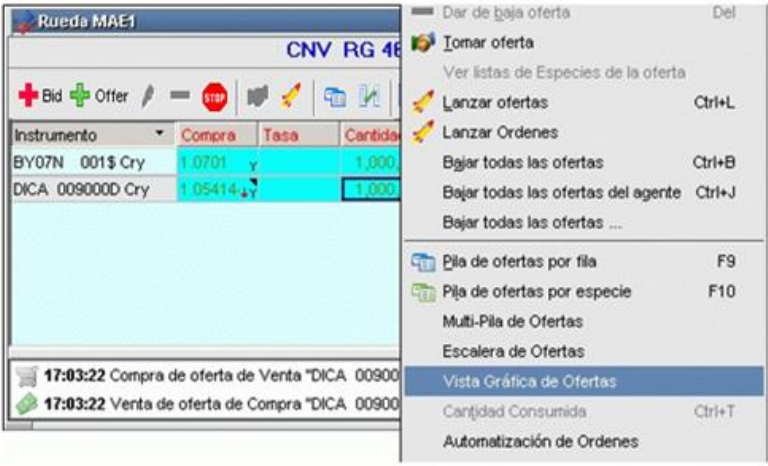 Rueda MAE1
CNV RG 46
Bid Offer STOP
Instrumento Compra Tasa Cantida
BY07N 001$ Cry 1.0701 Y 1,000,
DICA 009000D Cry 1.05414 Y 1,000,
17:03:22 Compra de oferta de Venta "DICA 00900
17:03:22 Venta de oferta de Compra "DICA 00900
Dar de baja oferta Del
Tomar oferta
Ver listas de Especies de la oferta
Lanzar ofertas Ctrl+L
Lanzar Ordenes
Bajar todas las ofertas Ctrl+B
Bajar todas las ofertas del agente Ctrl+J
Bajar todas las ofertas ...
Pila de ofertas por fila F9
Pila de ofertas por especie F10
Multi-Pila de Ofertas
Escalera de Ofertas
Vista Gráfica de Ofertas
Cantidad Consumida Ctrl+T
Automatización de Ordenes